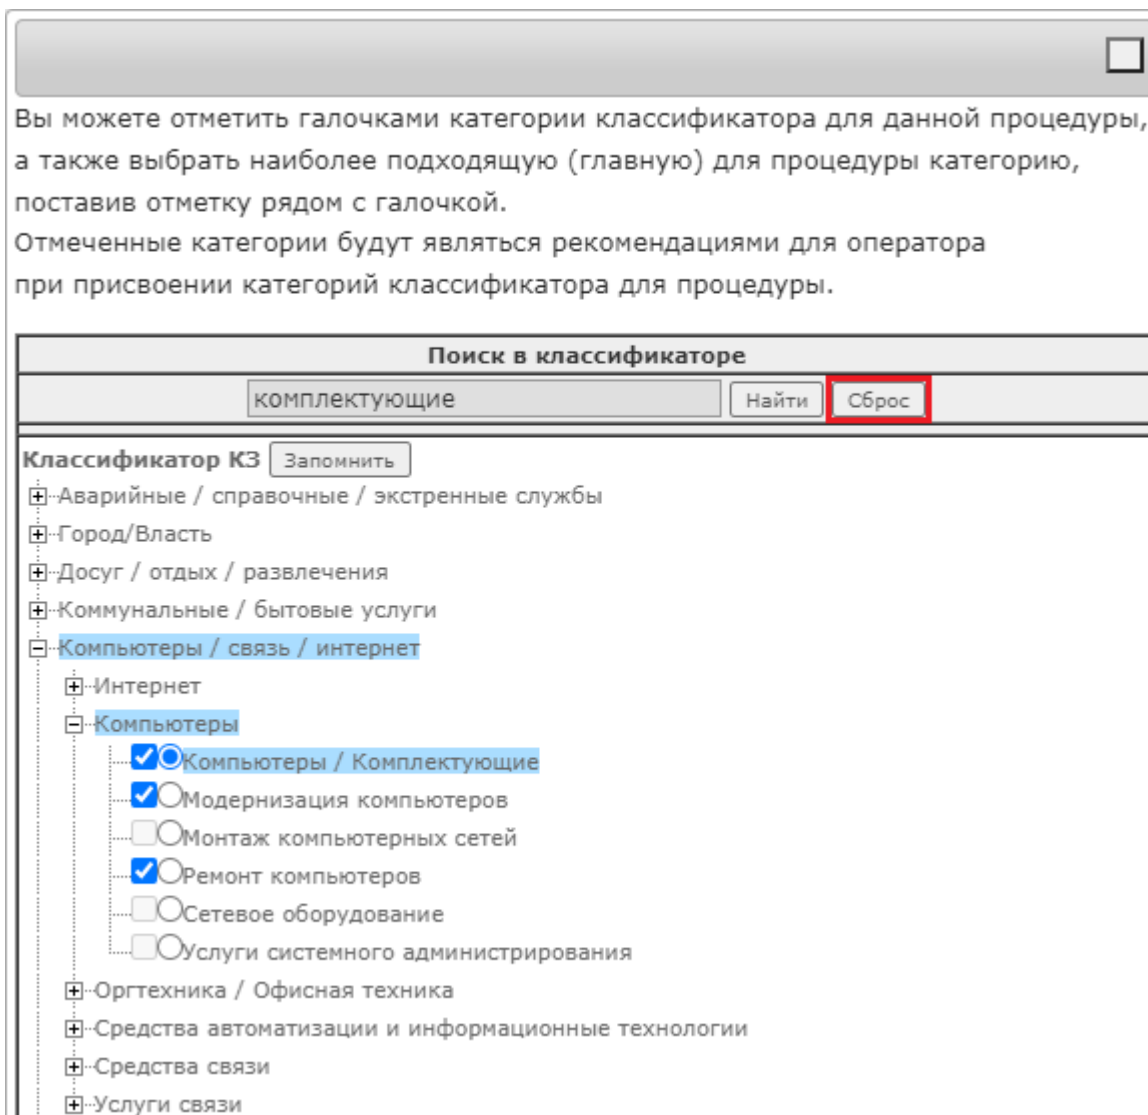 Вы можете отметить галочками категории классификатора для данной процедуры,
а также выбрать наиболее подходящую (главную) для процедуры категорию,
поставив отметку рядом с галочкой.
Отмеченные категории будут являться рекомендациями для оператора
при присвоении категорий классификатора для процедуры.
Поиск в классификаторе
комплектующие Найти Сброс
Классификатор КЗ Запомнить
Аварийные / справочные / экстренные службы
Город/Власть
Досуг / отдых / развлечения
Коммунальные / бытовые услуги
Компьютеры / связь / интернет
Интернет
Компьютеры
Компьютеры / Комплектующие
Модернизация компьютеров
Монтаж компьютерных сетей
Ремонт компьютеров
Сетевое оборудование
Услуги системного администрирования
Оргтехника / Офисная техника
Средства автоматизации и информационные технологии
Средства связи
Услуги связи